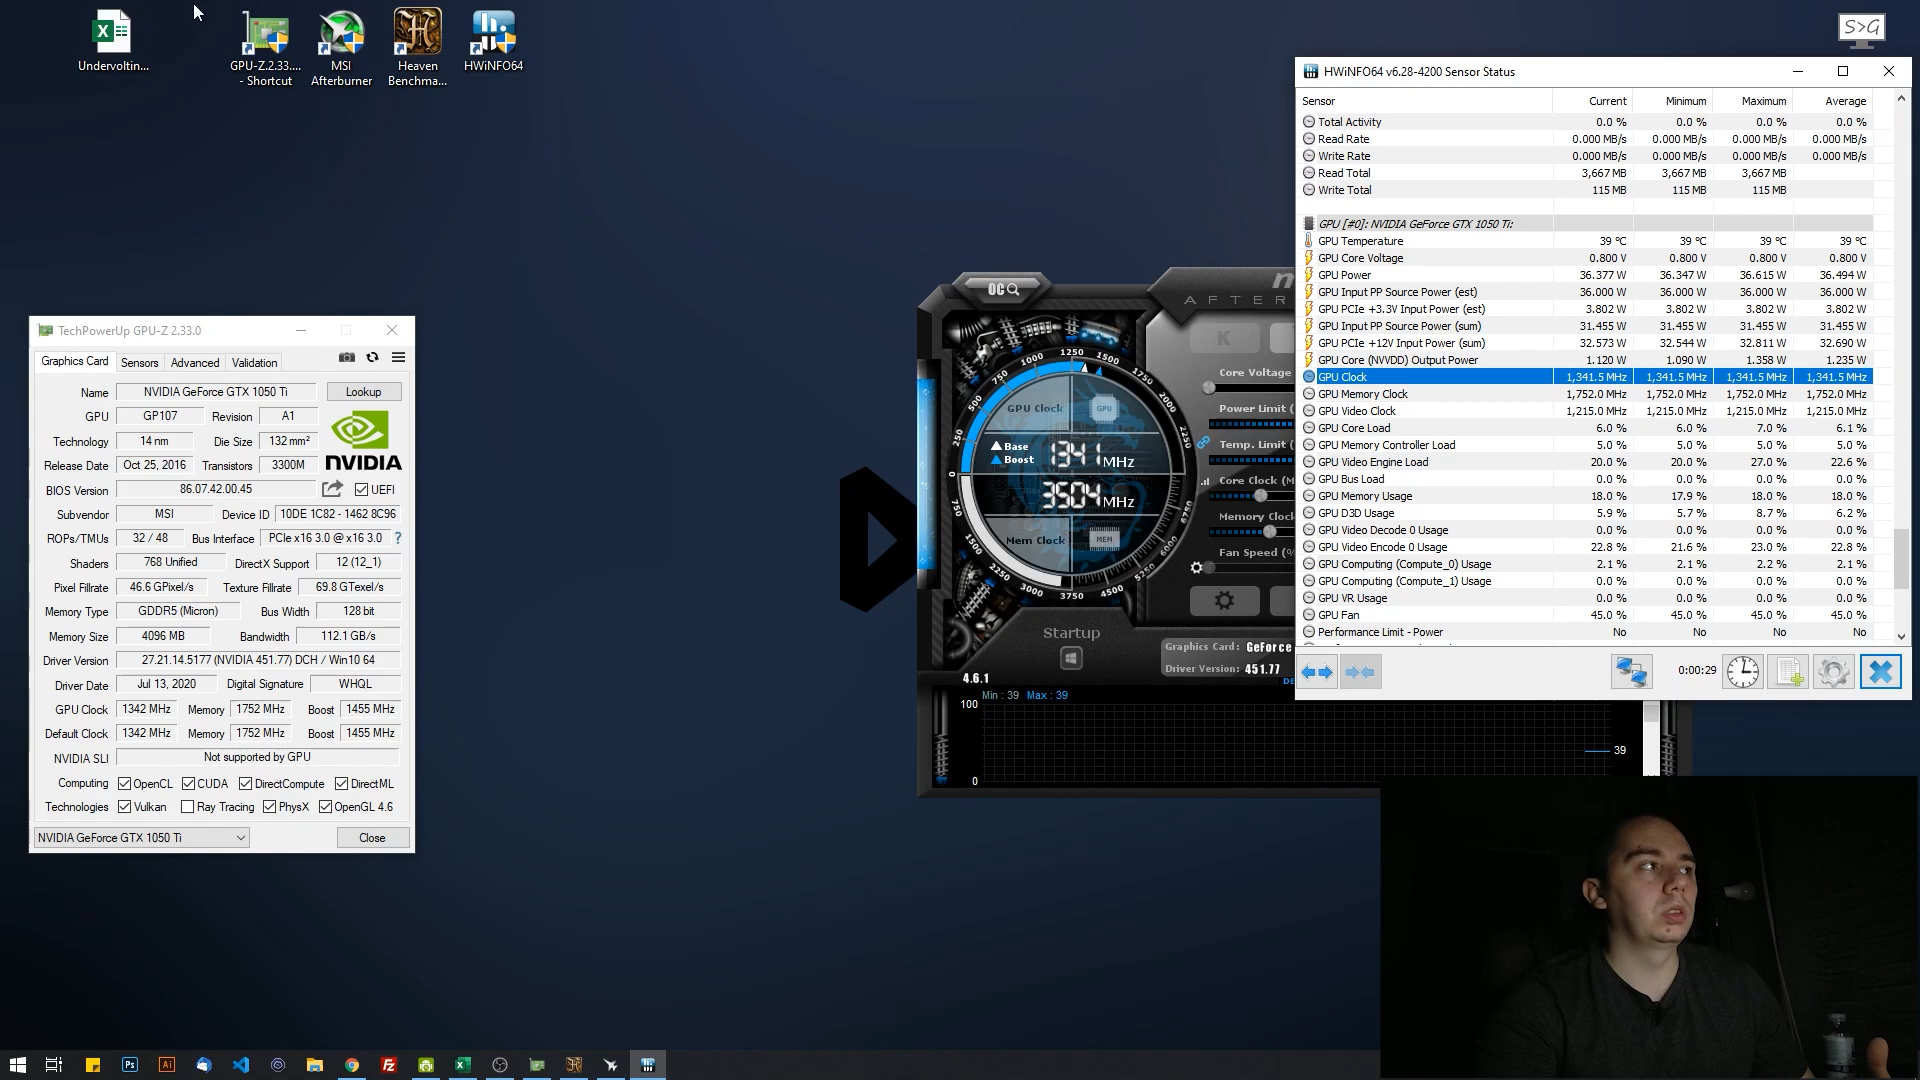 Undervoltin...
GPU-Z.2.33....
- Shortcut
MSI
Afterburner
Heaven
Benchma...
HWiNFO64
S>G
HWiNFO64 v6.28-4200 Sensor Status
Sensor Current Minimum Maximum Average
Total Activity 0.0 % 0.0 % 0.0 % 0.0 %
Read Rate 0.000 MB/s 0.000 MB/s 0.000 MB/s 0.000 MB/s
Write Rate 0.000 MB/s 0.000 MB/s 0.000 MB/s 0.000 MB/s
Read Total 3,667 MB 3,667 MB 3,667 MB
Write Total 115 MB 115 MB 115 MB
GPU [#0]: NVIDIA GeForce GTX 1050 Ti:
GPU Temperature 39 °C 39 °C 39 °C 39 °C
GPU Core Voltage 0.800 V 0.800 V 0.800 V 0.800 V
GPU Power 36.377 W 36.347 W 36.615 W 36.494 W
GPU Input PP Source Power (est) 36.000 W 36.000 W 36.000 W 36.000 W
GPU PCIe +3.3V Input Power (est) 3.802 W 3.802 W 3.802 W 3.802 W
GPU Input PP Source Power (sum) 31.455 W 31.455 W 31.455 W 31.455 W
GPU PCIe +12V Input Power (sum) 32.573 W 32.544 W 32.811 W 32.690 W
GPU Core (NVVDD) Output Power 1.120 W 1.090 W 1.358 W 1.235 W
GPU Clock 1,341.5 MHz 1,341.5 MHz 1,341.5 MHz 1,341.5 MHz
GPU Memory Clock 1,752.0 MHz 1,752.0 MHz 1,752.0 MHz 1,752.0 MHz
GPU Video Clock 1,215.0 MHz 1,215.0 MHz 1,215.0 MHz 1,215.0 MHz
GPU Core Load 6.0 % 6.0 % 7.0 % 6.1 %
GPU Memory Controller Load 5.0 % 5.0 % 5.0 % 5.0 %
GPU Video Engine Load 20.0 % 20.0 % 27.0 % 22.6 %
GPU Bus Load 0.0 % 0.0 % 0.0 % 0.0 %
GPU Memory Usage 18.0 % 17.9 % 18.0 % 18.0 %
GPU D3D Usage 5.9 % 5.7 % 8.7 % 6.2 %
GPU Video Decode 0 Usage 0.0 % 0.0 % 0.0 % 0.0 %
GPU Video Encode 0 Usage 22.8 % 21.6 % 23.0 % 22.8 %
GPU Computing (Compute_0) Usage 2.1 % 2.1 % 2.2 % 2.1 %
GPU Computing (Compute_1) Usage 0.0 % 0.0 % 0.0 % 0.0 %
GPU VR Usage 0.0 % 0.0 % 0.0 % 0.0 %
GPU Fan 45.0 % 45.0 % 45.0 % 45.0 %
Performance Limit - Power No No No No
0:00:29
TechPowerUp GPU-Z 2.33.0
Graphics Card Sensors Advanced Validation
Name NVIDIA GeForce GTX 1050 Ti Lookup
GPU GP107 Revision A1
Technology 14 nm Die Size 132 mm²
Release Date Oct 25, 2016 Transistors 3300M
NVIDIA
BIOS Version 86.07.42.00.45 UEFI
Subvendor MSI Device ID 10DE 1C82 - 1462 8C96
ROPs/TMUs 32 / 48 Bus Interface PCIe x16 3.0 @ x16 3.0 ?
Shaders 768 Unified DirectX Support 12 (12_1)
Pixel Fillrate 46.6 GPixel/s Texture Fillrate 69.8 GTexel/s
Memory Type GDDR5 (Micron) Bus Width 128 bit
Memory Size 4096 MB Bandwidth 112.1 GB/s
Driver Version 27.21.14.5177 (NVIDIA 451.77) DCH / Win10 64
Driver Date Jul 13, 2020 Digital Signature WHQL
GPU Clock 1342 MHz Memory 1752 MHz Boost 1455 MHz
Default Clock 1342 MHz Memory 1752 MHz Boost 1455 MHz
NVIDIA SLI Not supported by GPU
Computing OpenCL CUDA DirectCompute DirectML
Technologies Vulkan Ray Tracing PhysX OpenGL 4.6
NVIDIA GeForce GTX 1050 Ti Close
OC
AFTER
K
0 250 500 750 1000 1250 1500 1750 2000 2250
GPU Clock GPU
Base
Boost
1341 MHz
3504 MHz
Mem Clock MEM
750 1500 2250 3000 3750 4500 5250 6000 6750
Core Voltage
Power Limit (
Temp. Limit (
Core Clock (M
Memory Clock
Fan Speed (%
Startup
Graphics Card: GeForce
Driver Version: 451.77
4.6.1
Min : 39 Max : 39
100
39
0
Ps
Ai
Fz